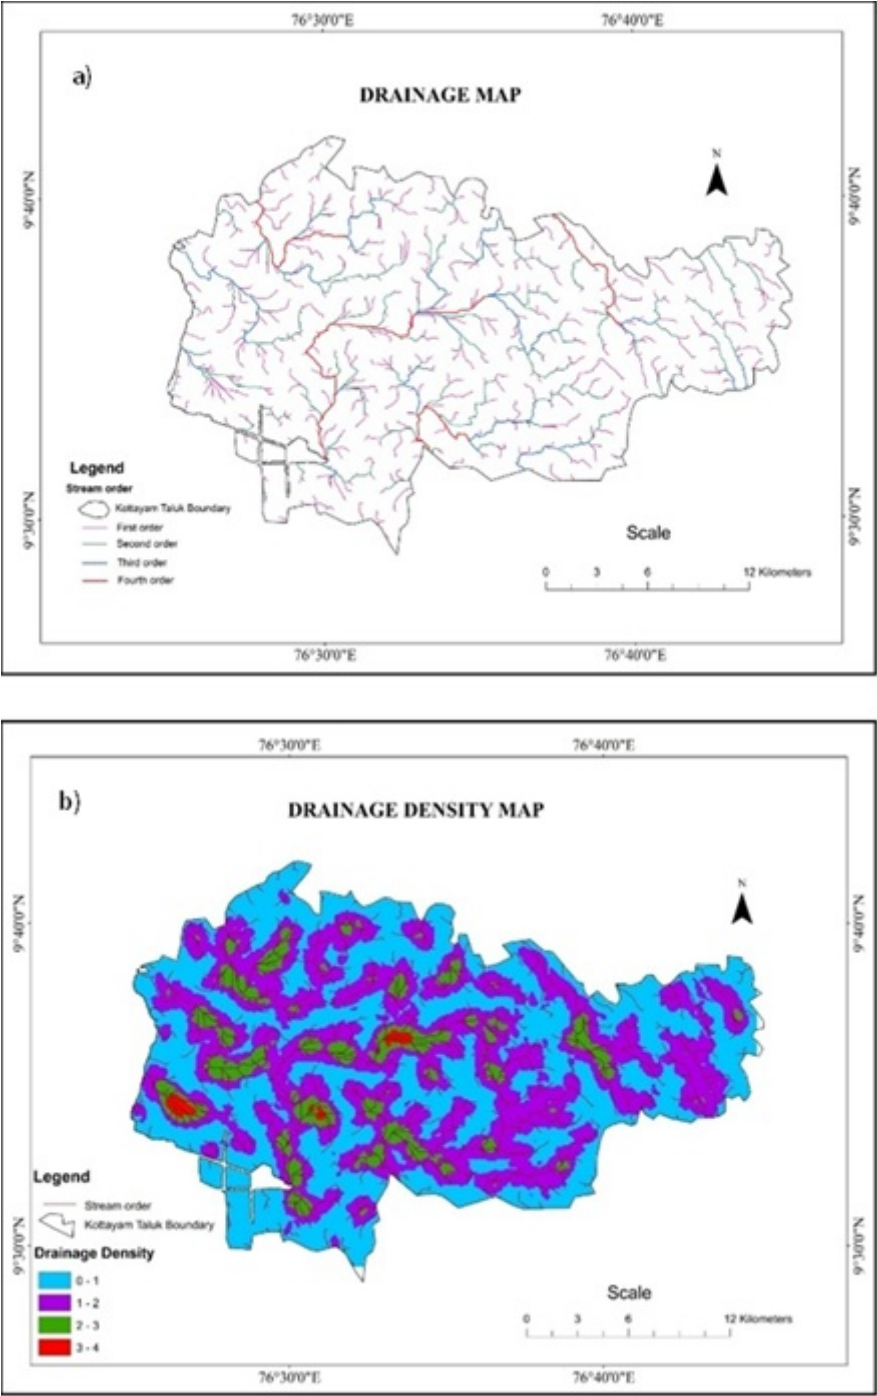 76°30'0"E 76°40'0"E
a)
DRAINAGE MAP
N
9°40'0"N 9°40'0"N
Legend
Stream order
Kottayam Taluk Boundary
First order
Second order
Third order
Fourth order
9°30'0"N 9°30'0"N
Scale
0 3 6 12 Kilometers
76°30'0"E 76°40'0"E
76°30'0"E 76°40'0"E
b)
DRAINAGE DENSITY MAP
N
9°40'0"N 9°40'0"N
Legend
Stream order
Kottayam Taluk Boundary
Drainage Density
0 - 1
1 - 2
2 - 3
3 - 4
9°30'0"N 9°30'0"N
Scale
0 3 6 12 Kilometers
76°30'0"E 76°40'0"E